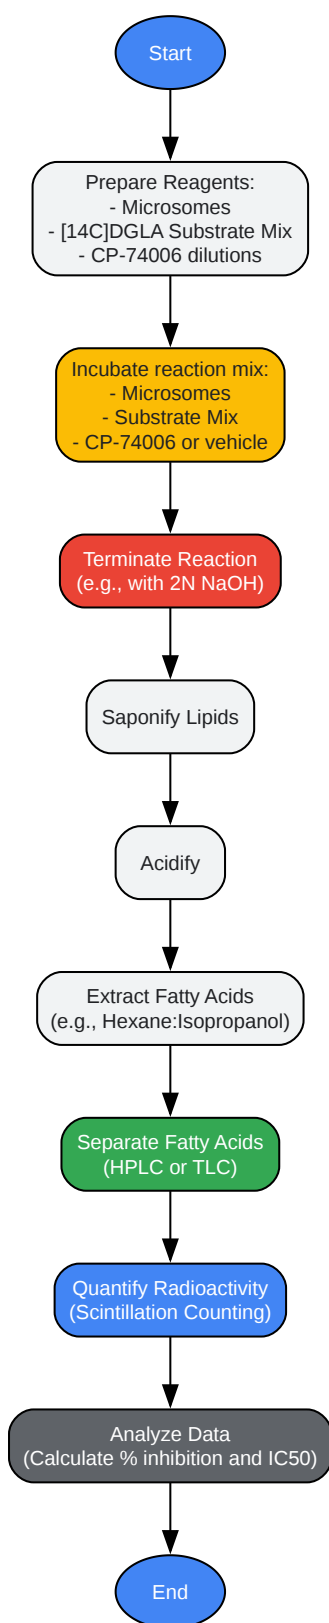 Start
Prepare Reagents:
- Microsomes
- [14C]DGLA Substrate Mix
- CP-74006 dilutions
Incubate reaction mix:
- Microsomes
- Substrate Mix
- CP-74006 or vehicle
Terminate Reaction
(e.g., with 2N NaOH)
Saponify Lipids
Acidify
Extract Fatty Acids
(e.g., Hexane:Isopropanol)
Separate Fatty Acids
(HPLC or TLC)
Quantify Radioactivity
(Scintillation Counting)
Analyze Data
(Calculate % inhibition and IC50)
End